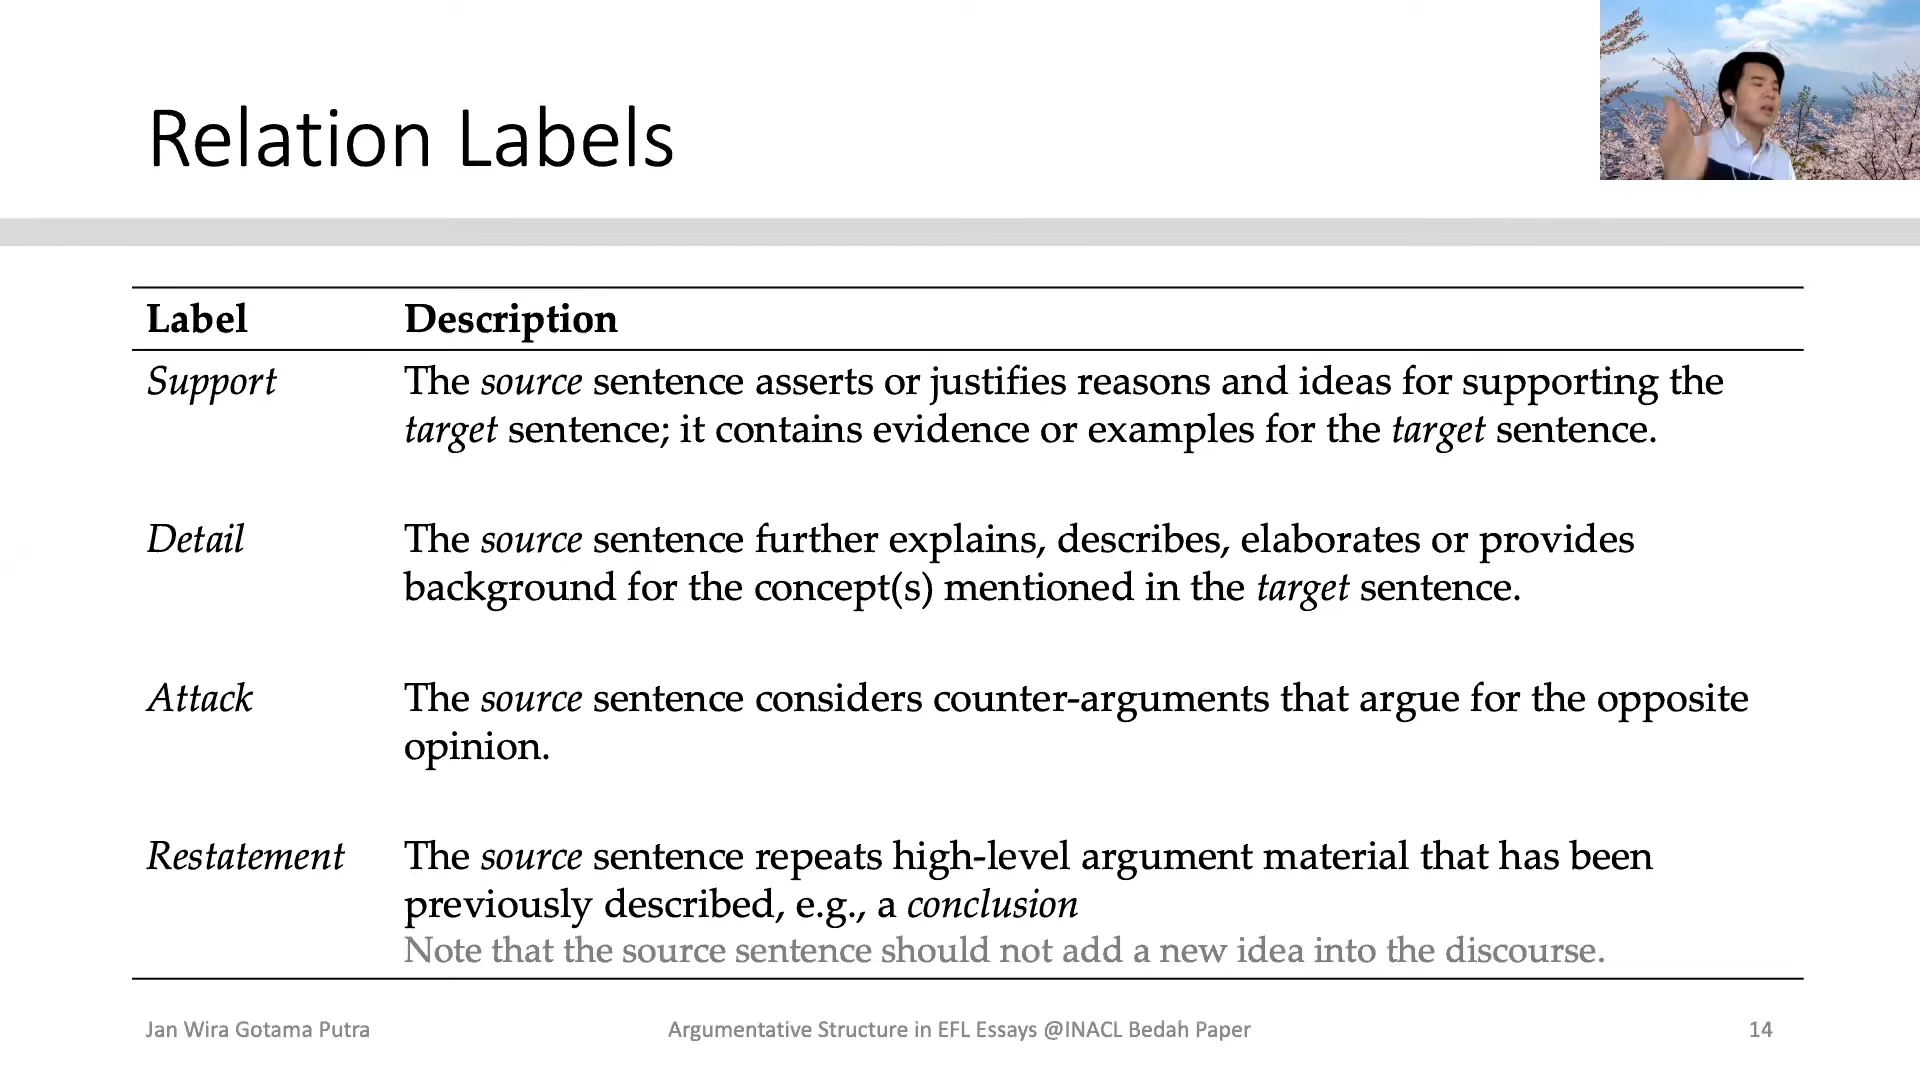 Relation Labels
Label Description
Support The source sentence asserts or justifies reasons and ideas for supporting the
target sentence; it contains evidence or examples for the target sentence.
Detail The source sentence further explains, describes, elaborates or provides
background for the concept(s) mentioned in the target sentence.
Attack The source sentence considers counter-arguments that argue for the opposite
opinion.
Restatement The source sentence repeats high-level argument material that has been
previously described, e.g., a conclusion
Note that the source sentence should not add a new idea into the discourse.
Jan Wira Gotama Putra Argumentative Structure in EFL Essays @INACL Bedah Paper 14